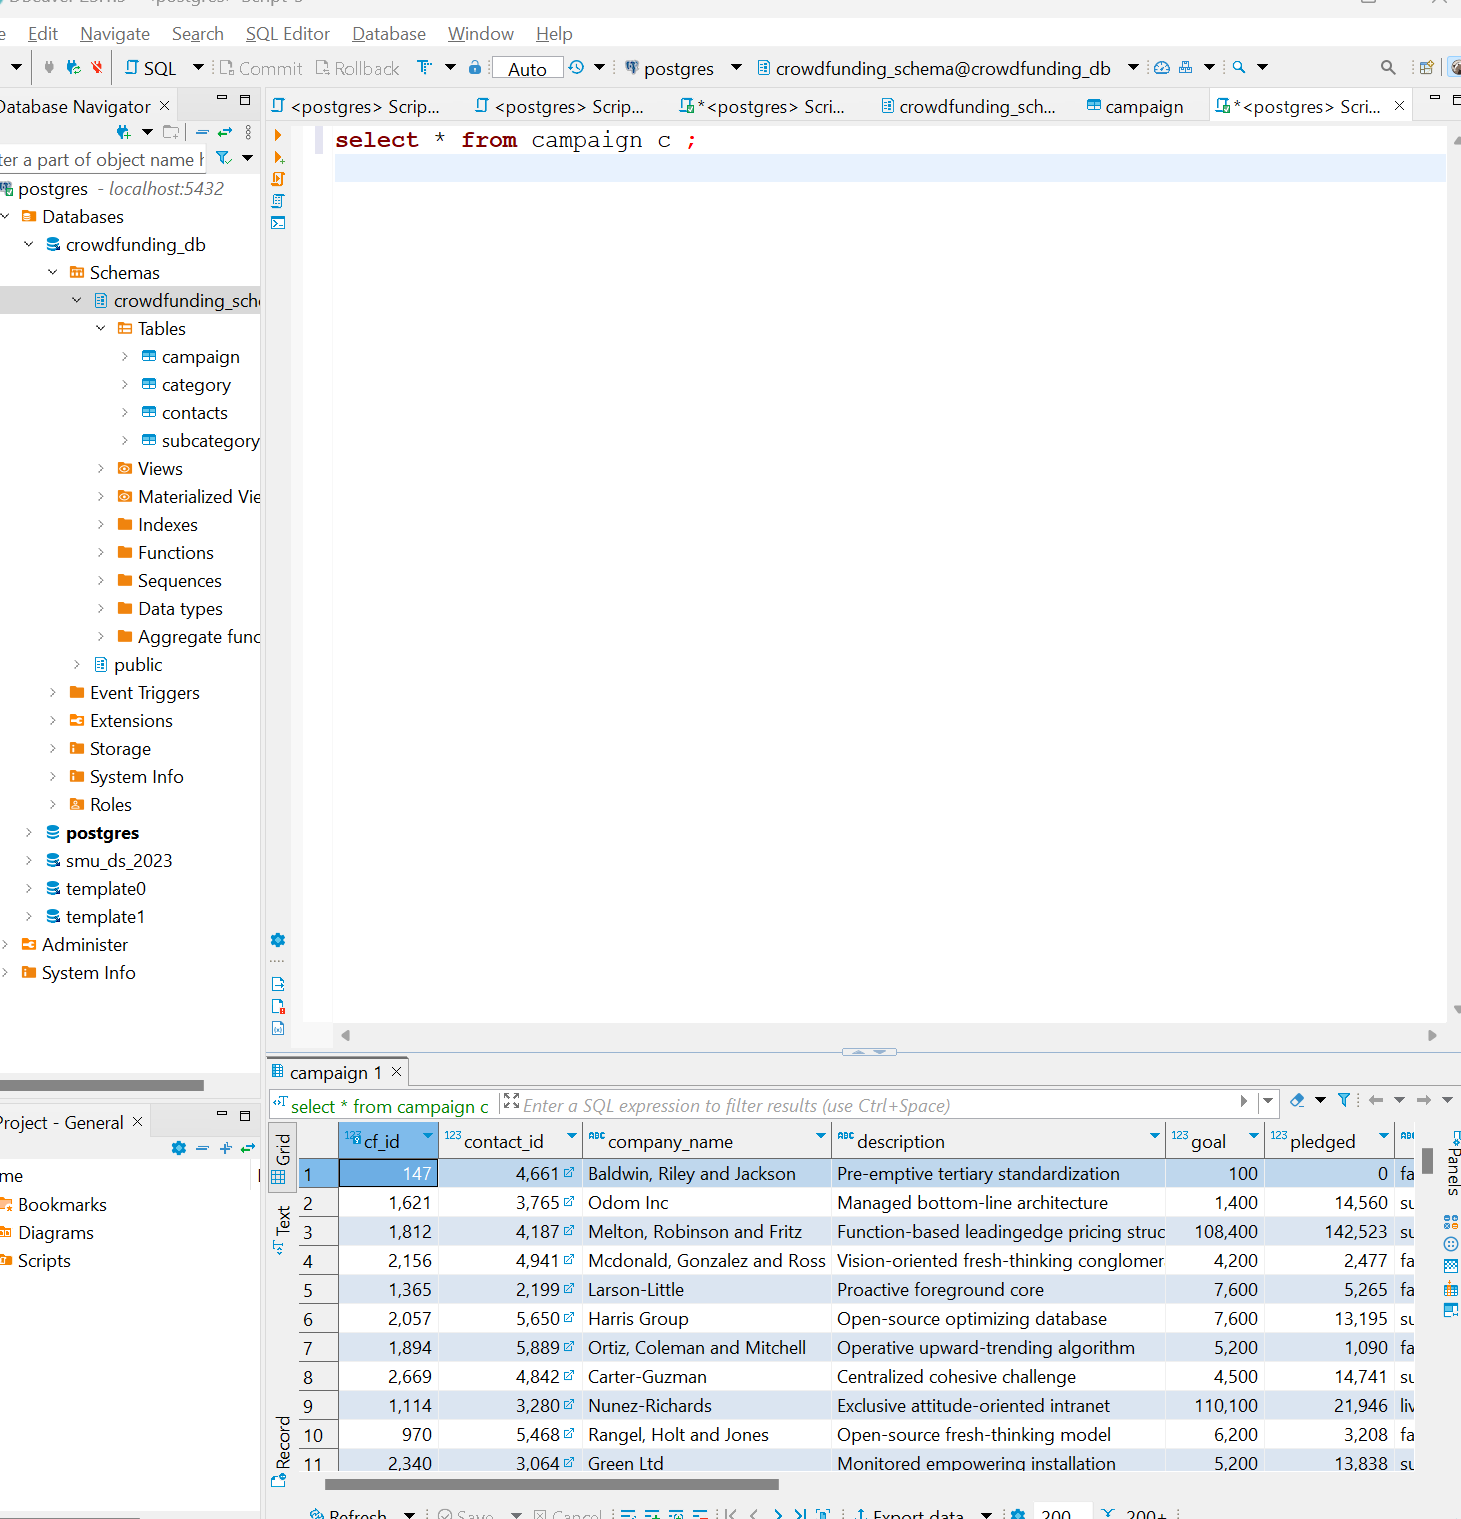 Edit Navigate Search SQL Editor Database Window Help
SQL Commit Rollback Auto postgres crowdfunding_schema@crowdfunding_db
Database Navigator
ter a part of object name h
postgres - localhost:5432
Databases
crowdfunding_db
Schemas
crowdfunding_sche
Tables
campaign
category
contacts
subcategory
Views
Materialized Vie
Indexes
Functions
Sequences
Data types
Aggregate func
public
Event Triggers
Extensions
Storage
System Info
Roles
postgres
smu_ds_2023
template0
template1
Administer
System Info
Project - General
me
Bookmarks
Diagrams
Scripts
<postgres> Scrip... <postgres> Scrip... *<postgres> Scri... crowdfunding_sch... campaign *<postgres> Scri...
select * from campaign c ;
campaign 1
select * from campaign c Enter a SQL expression to filter results (use Ctrl+Space)
Grid
Text
Record
Panels
123 cf_id 123 contact_id ABC company_name ABC description 123 goal 123 pledged
1 147 4,661 Baldwin, Riley and Jackson Pre-emptive tertiary standardization 100 0 fa
2 1,621 3,765 Odom Inc Managed bottom-line architecture 1,400 14,560 su
3 1,812 4,187 Melton, Robinson and Fritz Function-based leadingedge pricing struc 108,400 142,523 su
4 2,156 4,941 Mcdonald, Gonzalez and Ross Vision-oriented fresh-thinking conglomer 4,200 2,477 fa
5 1,365 2,199 Larson-Little Proactive foreground core 7,600 5,265 fa
6 2,057 5,650 Harris Group Open-source optimizing database 7,600 13,195 su
7 1,894 5,889 Ortiz, Coleman and Mitchell Operative upward-trending algorithm 5,200 1,090 fa
8 2,669 4,842 Carter-Guzman Centralized cohesive challenge 4,500 14,741 su
9 1,114 3,280 Nunez-Richards Exclusive attitude-oriented intranet 110,100 21,946 liv
10 970 5,468 Rangel, Holt and Jones Open-source fresh-thinking model 6,200 3,208 fa
11 2,340 3,064 Green Ltd Monitored empowering installation 5,200 13,838 su
Refresh Save Cancel Export data 200 200+